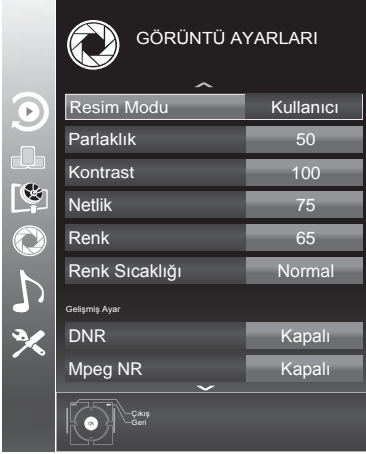 GÖRÜNTÜ AYARLARI
Resim Modu Kullanıcı
Parlaklık 50
Kontrast 100
Netlik 75
Renk 65
Renk Sıcaklığı Normal
Gelişmiş Ayar
DNR Kapalı
Mpeg NR Kapalı
OK
Çıkış
Geri